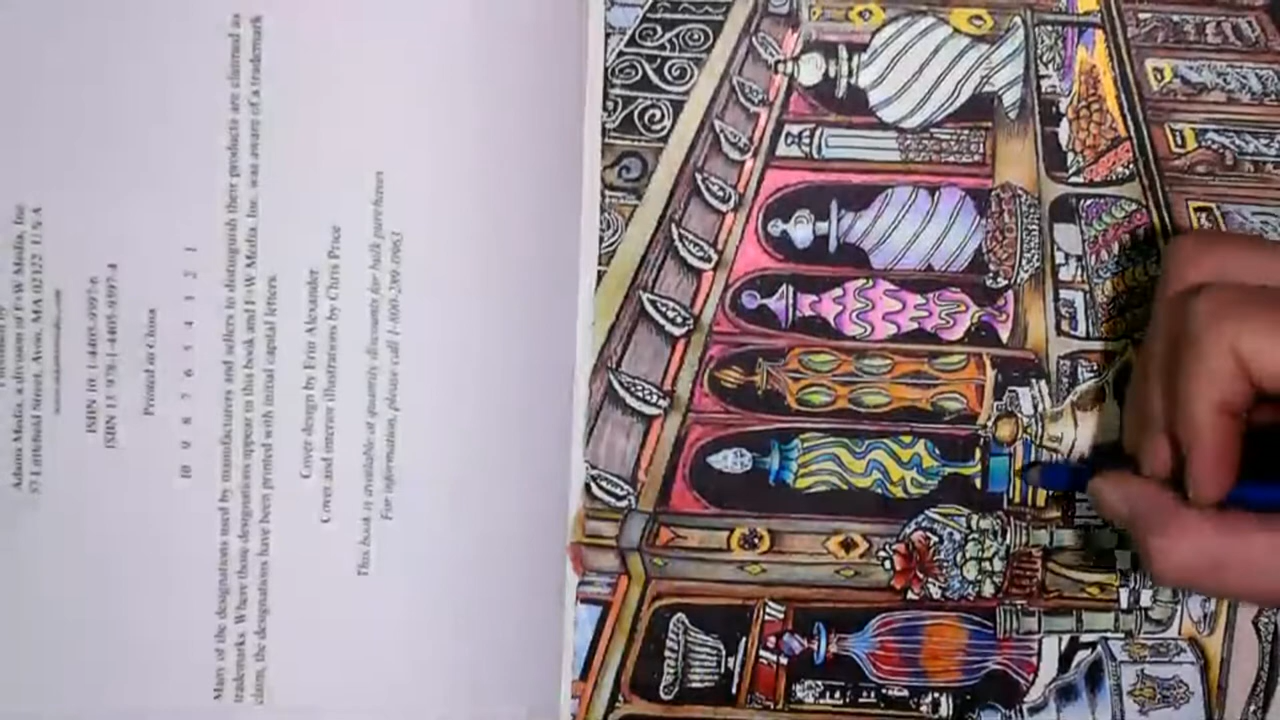 Adams Media, a division of F+W Media, Inc.
57 Littlefield Street, Avon, MA 02322 U.S.A.
ISBN 10: 1-4405-9597-6
ISBN 13: 978-1-4405-9597-4
Printed in China
10 9 8 7 6 5 4 3 2 1
Many of the designations used by manufacturers and sellers to distinguish their products are claimed as
trademarks. Where those designations appear in this book and F+W Media, Inc. was aware of a trademark
claim, the designations have been printed with initial capital letters.
Cover design by Erin Alexander
Cover and interior illustrations by Chris Price
This book is available at quantity discounts for bulk purchases
For information, please call 1-800-289-0963